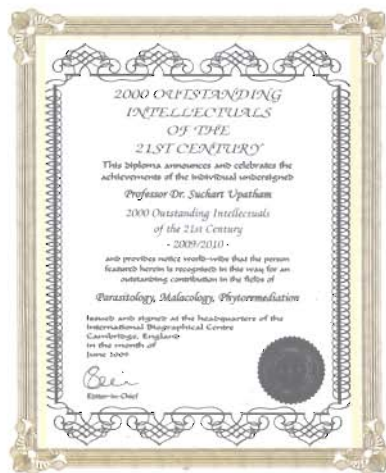 2000 OUTSTANDING
INTELLECTUALS
OF THE
21ST CENTURY
This diploma announces and celebrates the
achievements of the individual undersigned
Professor Dr. Suchart Upatham
2000 Outstanding Intellectuals
of the 21st Century
- 2009/2010 -
and provides notice world-wide that the person
featured herein is recognised in this way for an
outstanding contribution in the fields of
Parasitology, Malacology, Phytoremediation
Issued and signed at the headquarters of the
International Biographical Centre
Cambridge, England
in the month of
June 2009
Editor-in-Chief